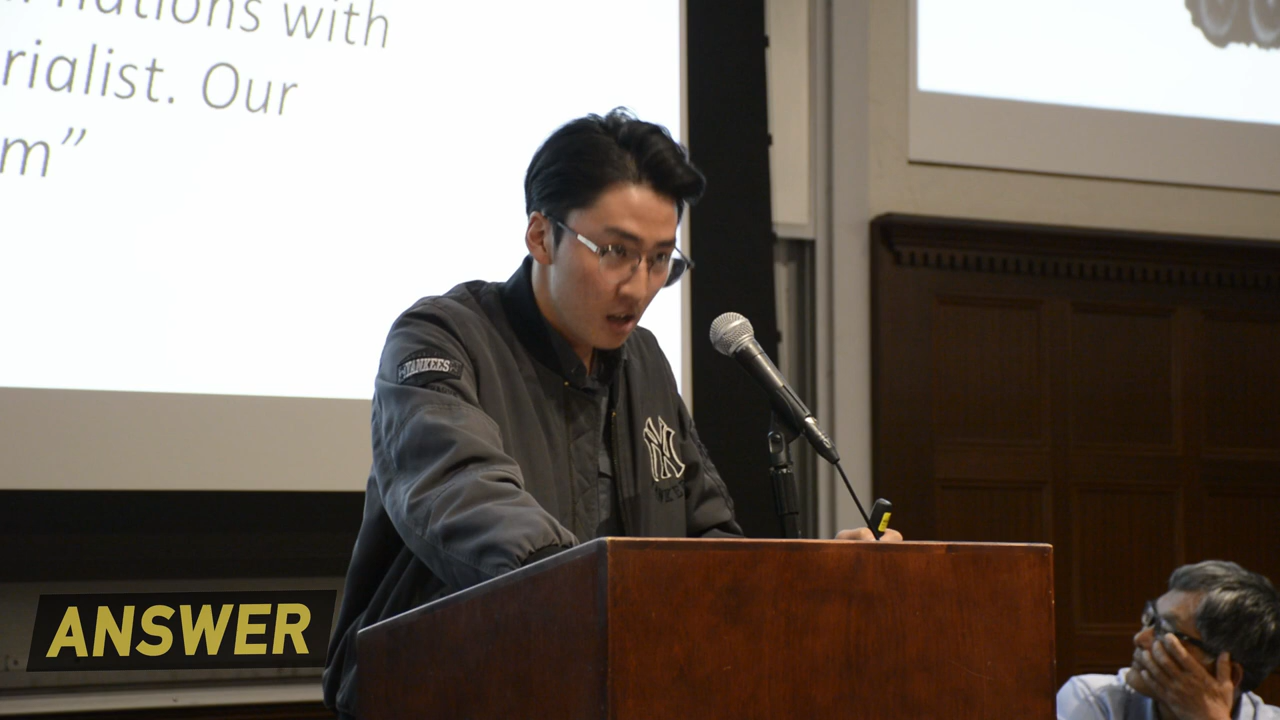 nations with
rialist. Our
m”
YANKEES
NY
ANSWER